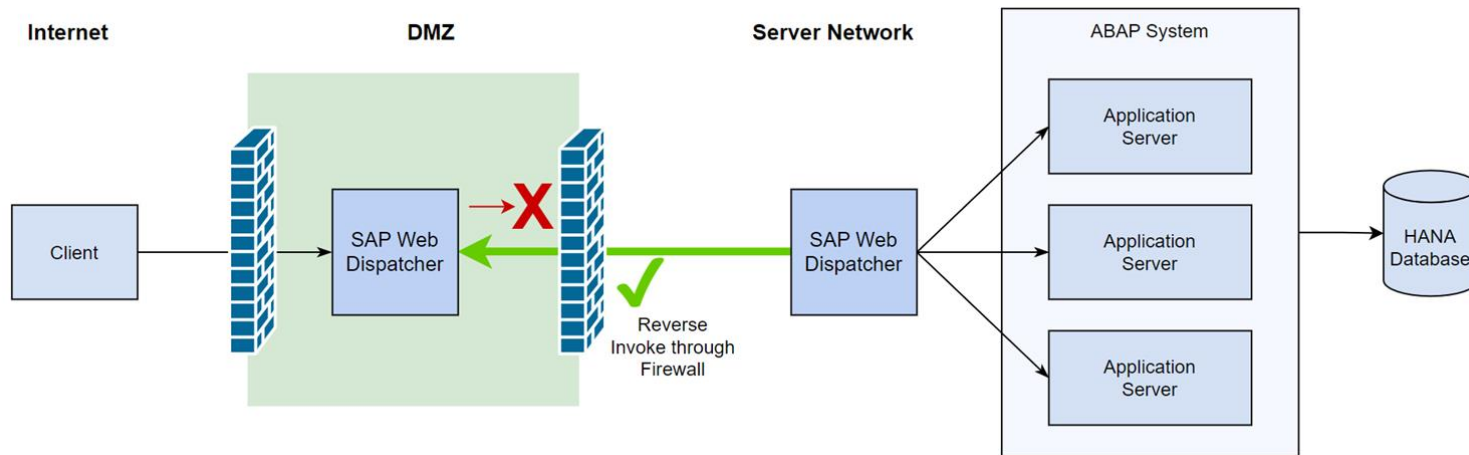 Internet
DMZ
Server Network
ABAP System
Client
SAP Web
Dispatcher
X
Reverse
Invoke through
Firewall
SAP Web
Dispatcher
Application
Server
Application
Server
Application
Server
HANA
Database